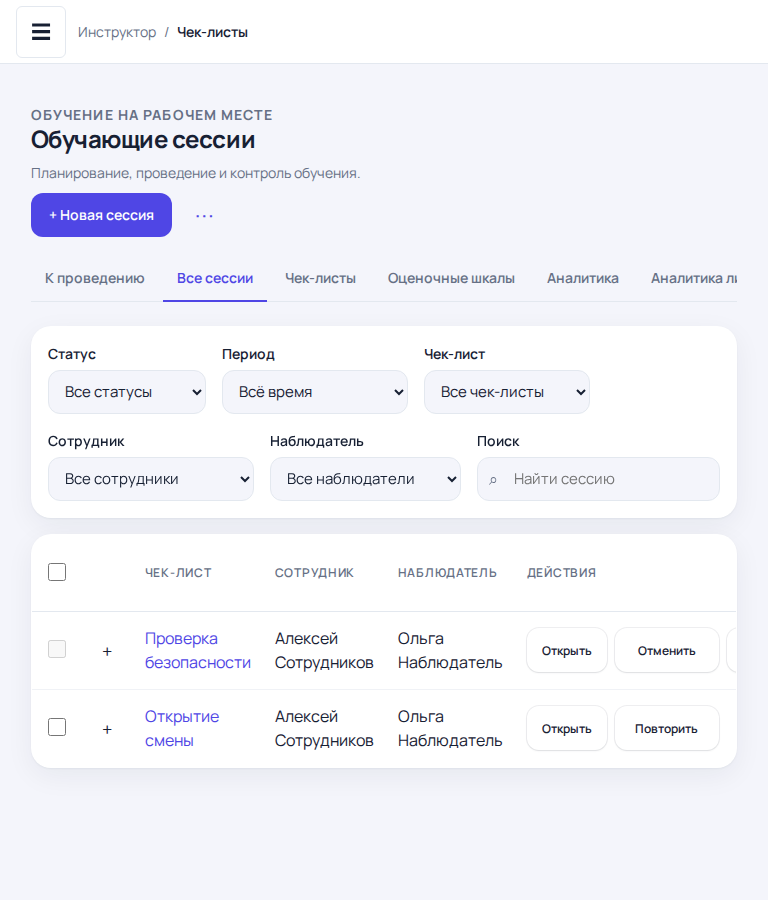 ☰ Инструктор / Чек-листы
ОБУЧЕНИЕ НА РАБОЧЕМ МЕСТЕ
Обучающие сессии
Планирование, проведение и контроль обучения.
+ Новая сессия ...
К проведению Все сессии Чек-листы Оценочные шкалы Аналитика Аналитика ли
Статус Период Чек-лист
Все статусы Всё время Все чек-листы
Сотрудник Наблюдатель Поиск
Все сотрудники Все наблюдатели Найти сессию
ЧЕК-ЛИСТ СОТРУДНИК НАБЛЮДАТЕЛЬ ДЕЙСТВИЯ
+ Проверка безопасности Алексей Сотрудников Ольга Наблюдатель Открыть Отменить
+ Открытие смены Алексей Сотрудников Ольга Наблюдатель Открыть Повторить